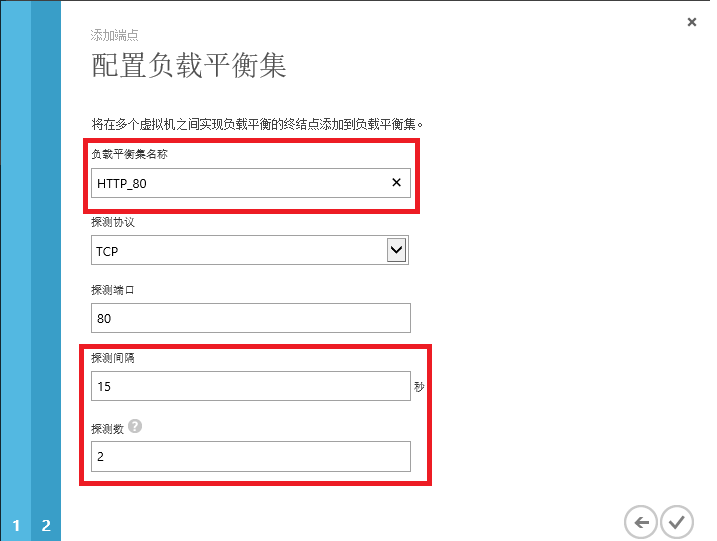 添加端点
配置负载平衡集
将在多个虚拟机之间实现负载平衡的终结点添加到负载平衡集。
负载平衡集名称
HTTP_80
探测协议
TCP
探测端口
80
探测间隔
15 秒
探测数 ?
2
1 2